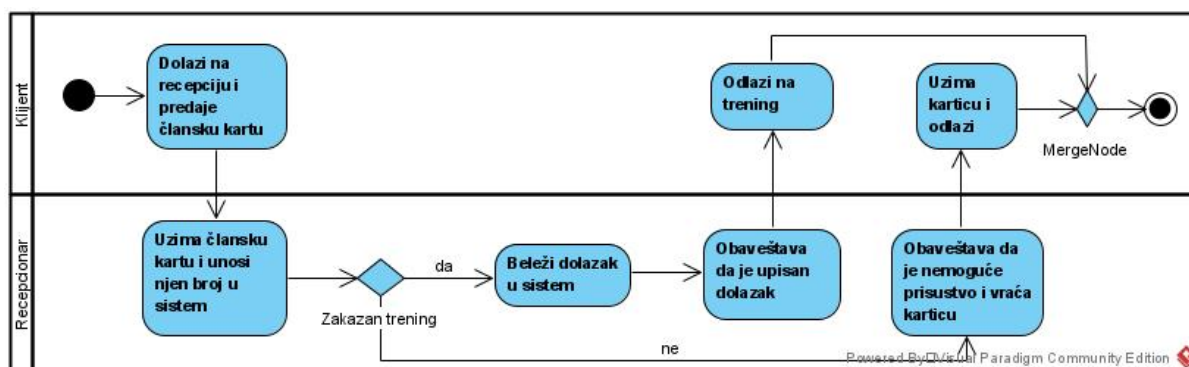 Klijent
Dolazi na
recepciju i
predaje
člansku kartu
Odlazi na
trening
Uzima
karticu i
odlazi
MergeNode
Recepcionar
Uzima člansku
kartu i unosi
njen broj u
sistem
Zakazan trening
da
Beleži dolazak
u sistem
Obaveštava
da je upisan
dolazak
Obaveštava da
je nemoguće
prisustvo i vraća
karticu
ne
Powered By Visual Paradigm Community Edition